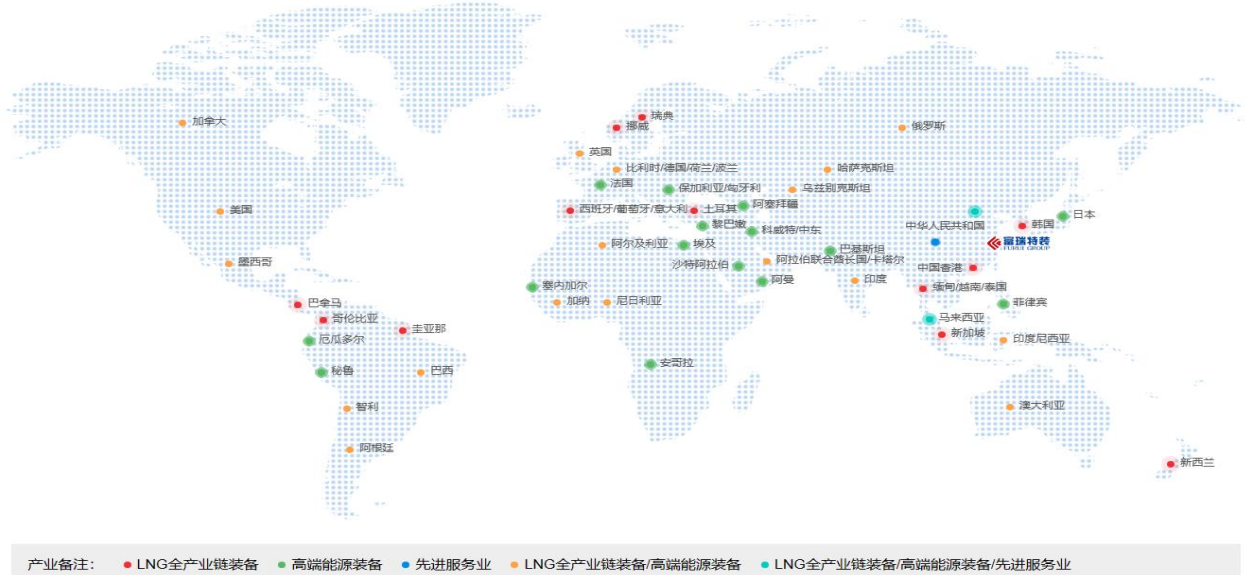 瑞典
加拿大
挪威
俄罗斯
英国
比利时/德国/荷兰/波兰
哈萨克斯坦
法国
保加利亚/匈牙利
乌兹别克斯坦
美国
西班牙/葡萄牙/意大利
土耳其
阿塞拜疆
日本
黎巴嫩
科威特/中东
中华人民共和国
韩国
阿尔及利亚
埃及
巴基斯坦
富瑞特装
FURUI GROUP
墨西哥
沙特阿拉伯
阿拉伯联合酋长国/卡塔尔
中国香港
塞内加尔
阿曼
印度
缅甸/越南/泰国
巴拿马
加纳
尼日利亚
菲律宾
哥伦比亚
圭亚那
马来西亚
厄瓜多尔
新加坡
印度尼西亚
秘鲁
巴西
安哥拉
智利
澳大利亚
阿根廷
新西兰
产业备注： LNG全产业链装备 高端能源装备 先进服务业 LNG全产业链装备/高端能源装备 LNG全产业链装备/高端能源装备/先进服务业